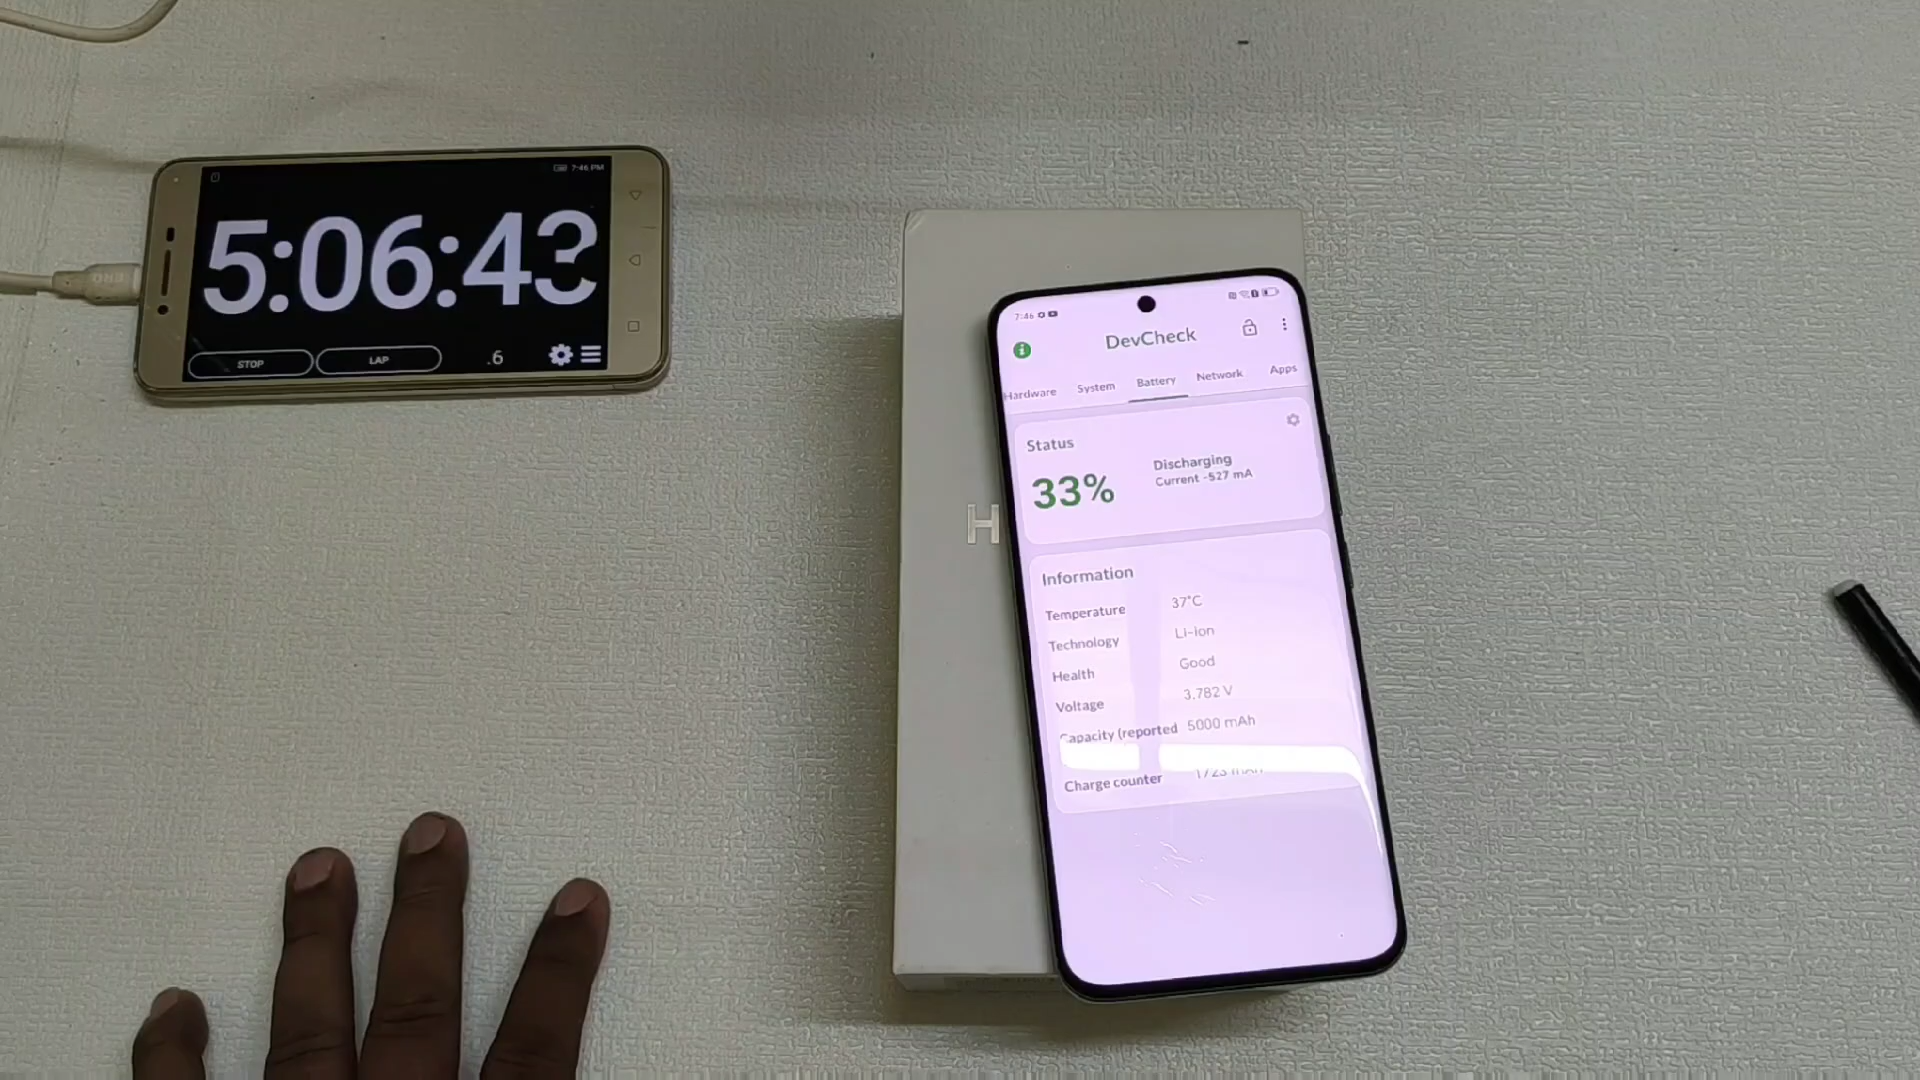 7:46 PM
5:06:43
STOP
LAP
.6
7:46
DevCheck
Hardware
System
Battery
Network
Apps
Status
33%
Discharging
Current -527 mA
Information
Temperature 37°C
Technology Li-ion
Health Good
Voltage 3.782 V
Capacity (reported 5000 mAh
Charge counter 1723 mAh
H